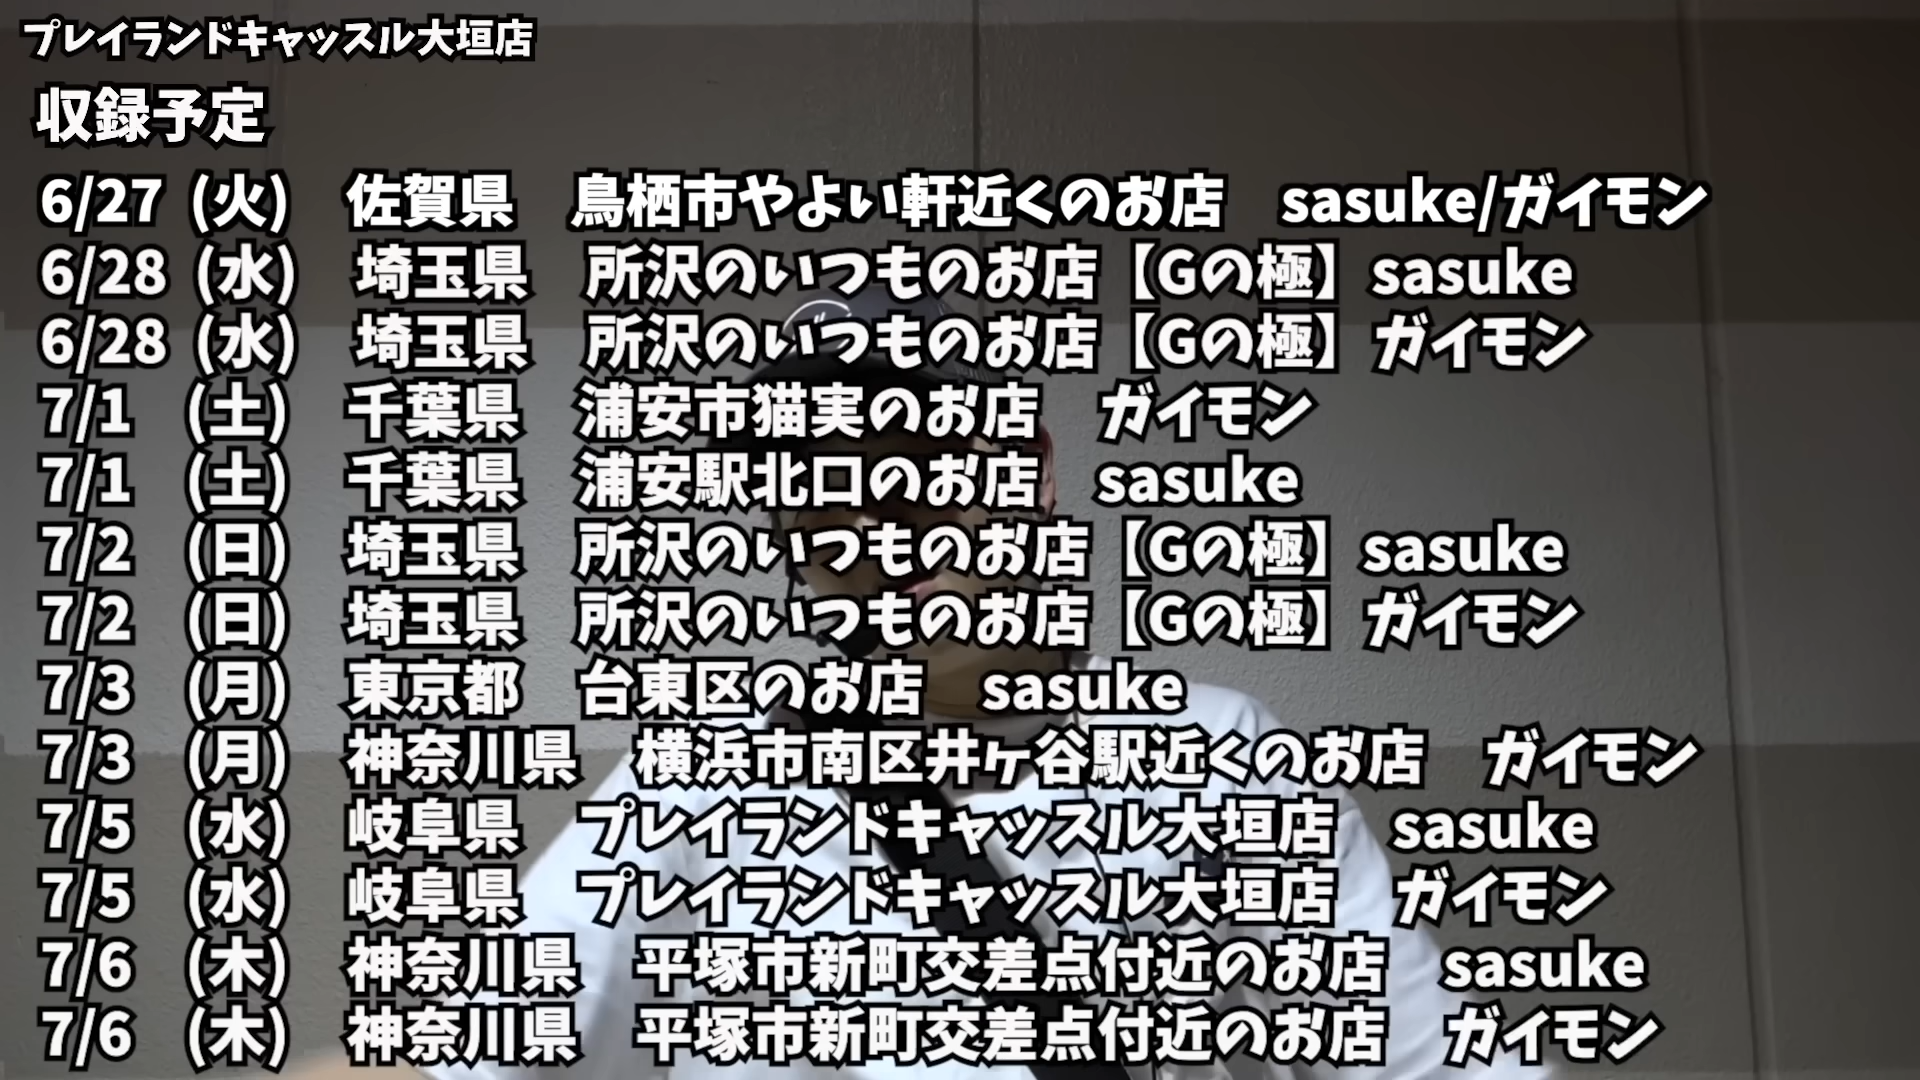 プレイランドキャッスル大垣店
収録予定
6/27 (火)　佐賀県　鳥栖市やよい軒近くのお店　sasuke/ガイモン
6/28 (水)　埼玉県　所沢のいつものお店【Gの極】sasuke
6/28 (水)　埼玉県　所沢のいつものお店【Gの極】ガイモン
7/1 (土)　千葉県　浦安市猫実のお店　ガイモン
7/1 (土)　千葉県　浦安駅北口のお店　sasuke
7/2 (日)　埼玉県　所沢のいつものお店【Gの極】sasuke
7/2 (日)　埼玉県　所沢のいつものお店【Gの極】ガイモン
7/3 (月)　東京都　台東区のお店　sasuke
7/3 (月)　神奈川県　横浜市南区井ヶ谷駅近くのお店　ガイモン
7/5 (水)　岐阜県　プレイランドキャッスル大垣店　sasuke
7/5 (水)　岐阜県　プレイランドキャッスル大垣店　ガイモン
7/6 (木)　神奈川県　平塚市新町交差点付近のお店　sasuke
7/6 (木)　神奈川県　平塚市新町交差点付近のお店　ガイモン